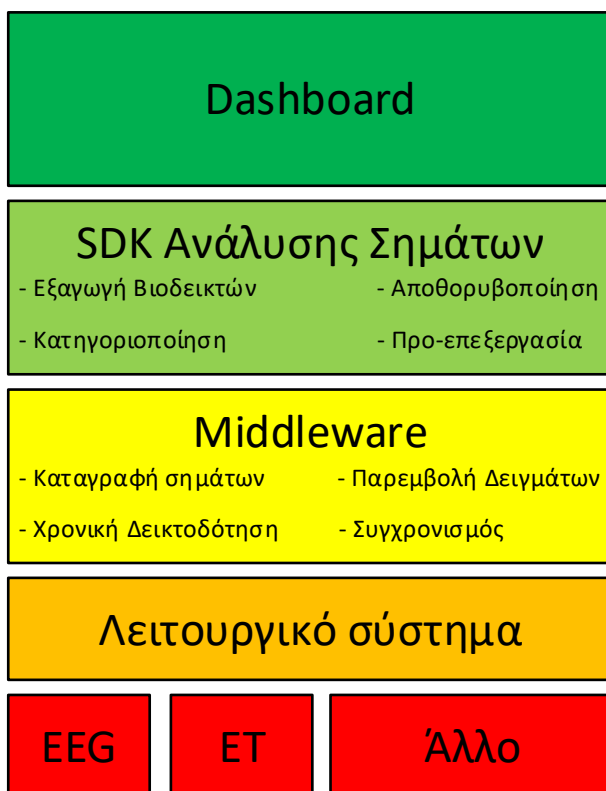 Dashboard
SDK Ανάλυσης Σημάτων
- Εξαγωγή Βιοδεικτών - Αποθορυβοποίηση
- Κατηγοριοποίηση - Προ-επεξεργασία
Middleware
- Καταγραφή σημάτων - Παρεμβολή Δειγμάτων
- Χρονική Δεικτοδότηση - Συγχρονισμός
Λειτουργικό σύστημα
EEG ET Άλλο